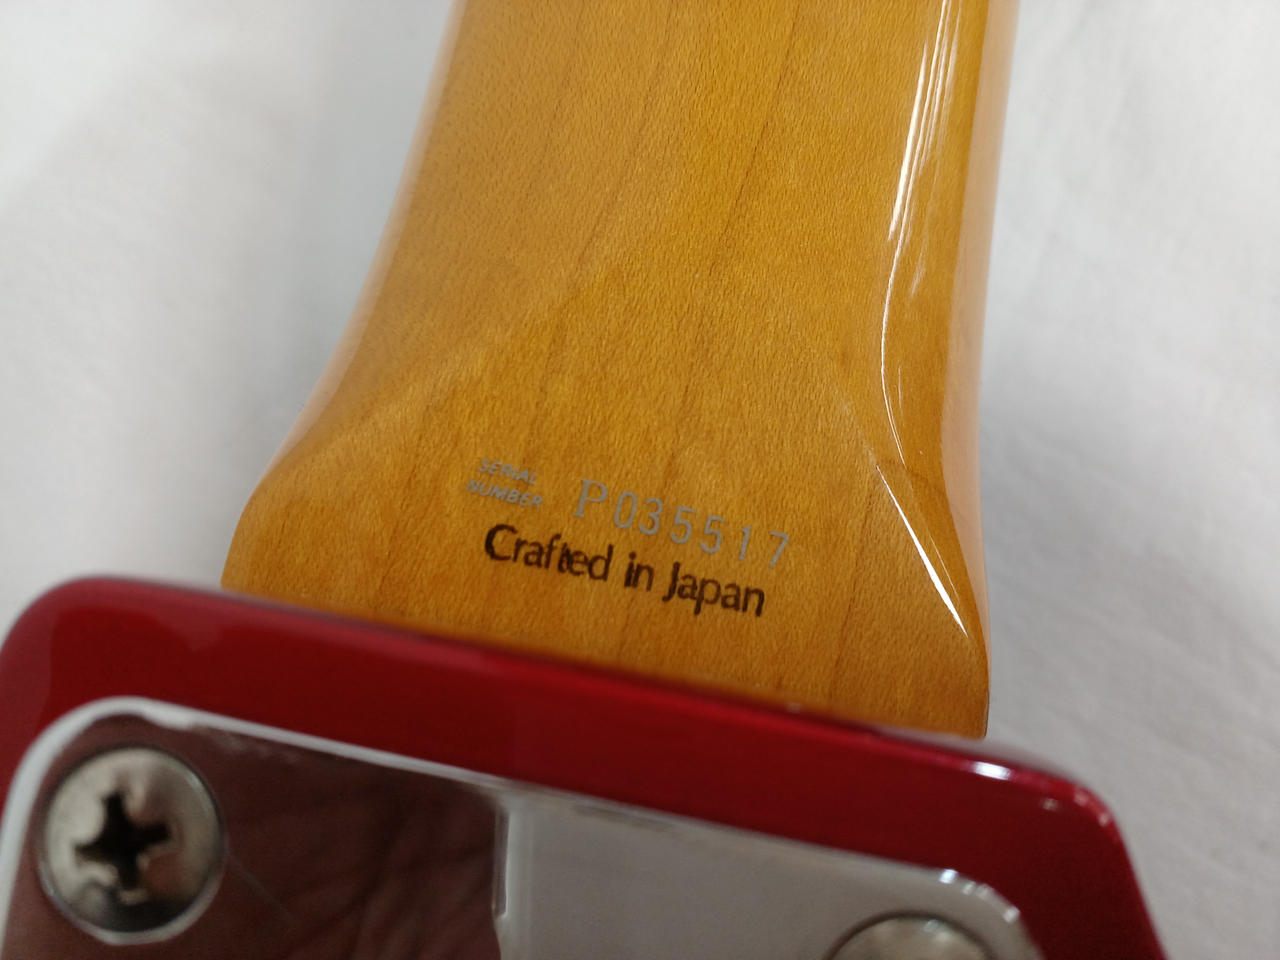 SERIAL
NUMBER P035517
Crafted in Japan